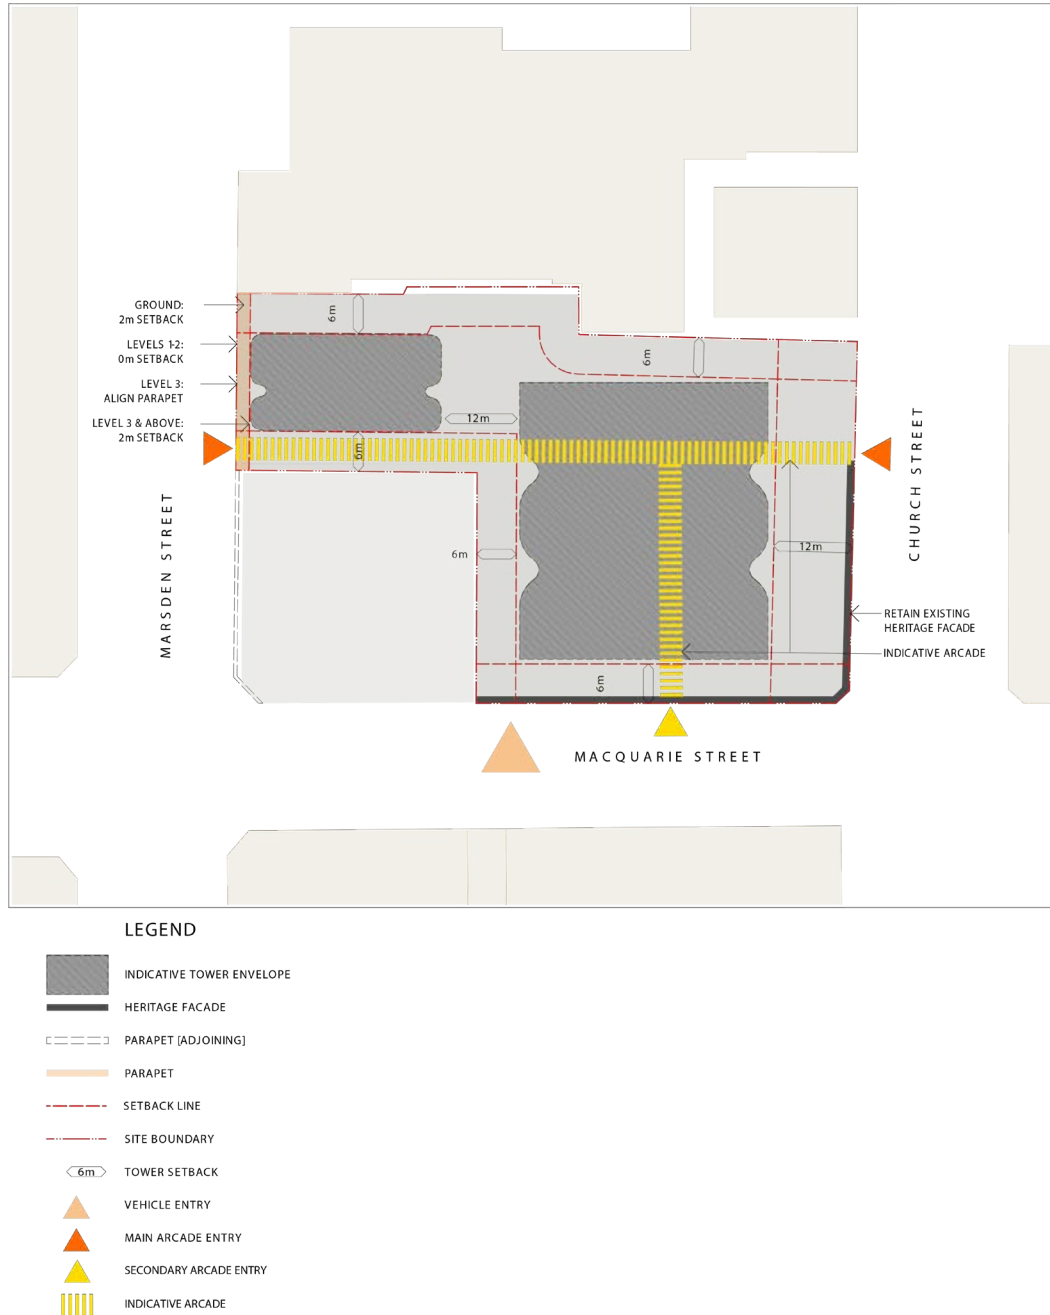 GROUND:
2m SETBACK
LEVELS 1-2:
0m SETBACK
LEVEL 3:
ALIGN PARAPET
LEVEL 3 & ABOVE:
2m SETBACK
6m
6m
12m
6m
6m
12m
6m
MARSDEN STREET
CHURCH STREET
RETAIN EXISTING
HERITAGE FACADE
INDICATIVE ARCADE
MACQUARIE STREET
LEGEND
INDICATIVE TOWER ENVELOPE
HERITAGE FACADE
PARAPET [ADJOINING]
PARAPET
SETBACK LINE
SITE BOUNDARY
6m TOWER SETBACK
VEHICLE ENTRY
MAIN ARCADE ENTRY
SECONDARY ARCADE ENTRY
INDICATIVE ARCADE